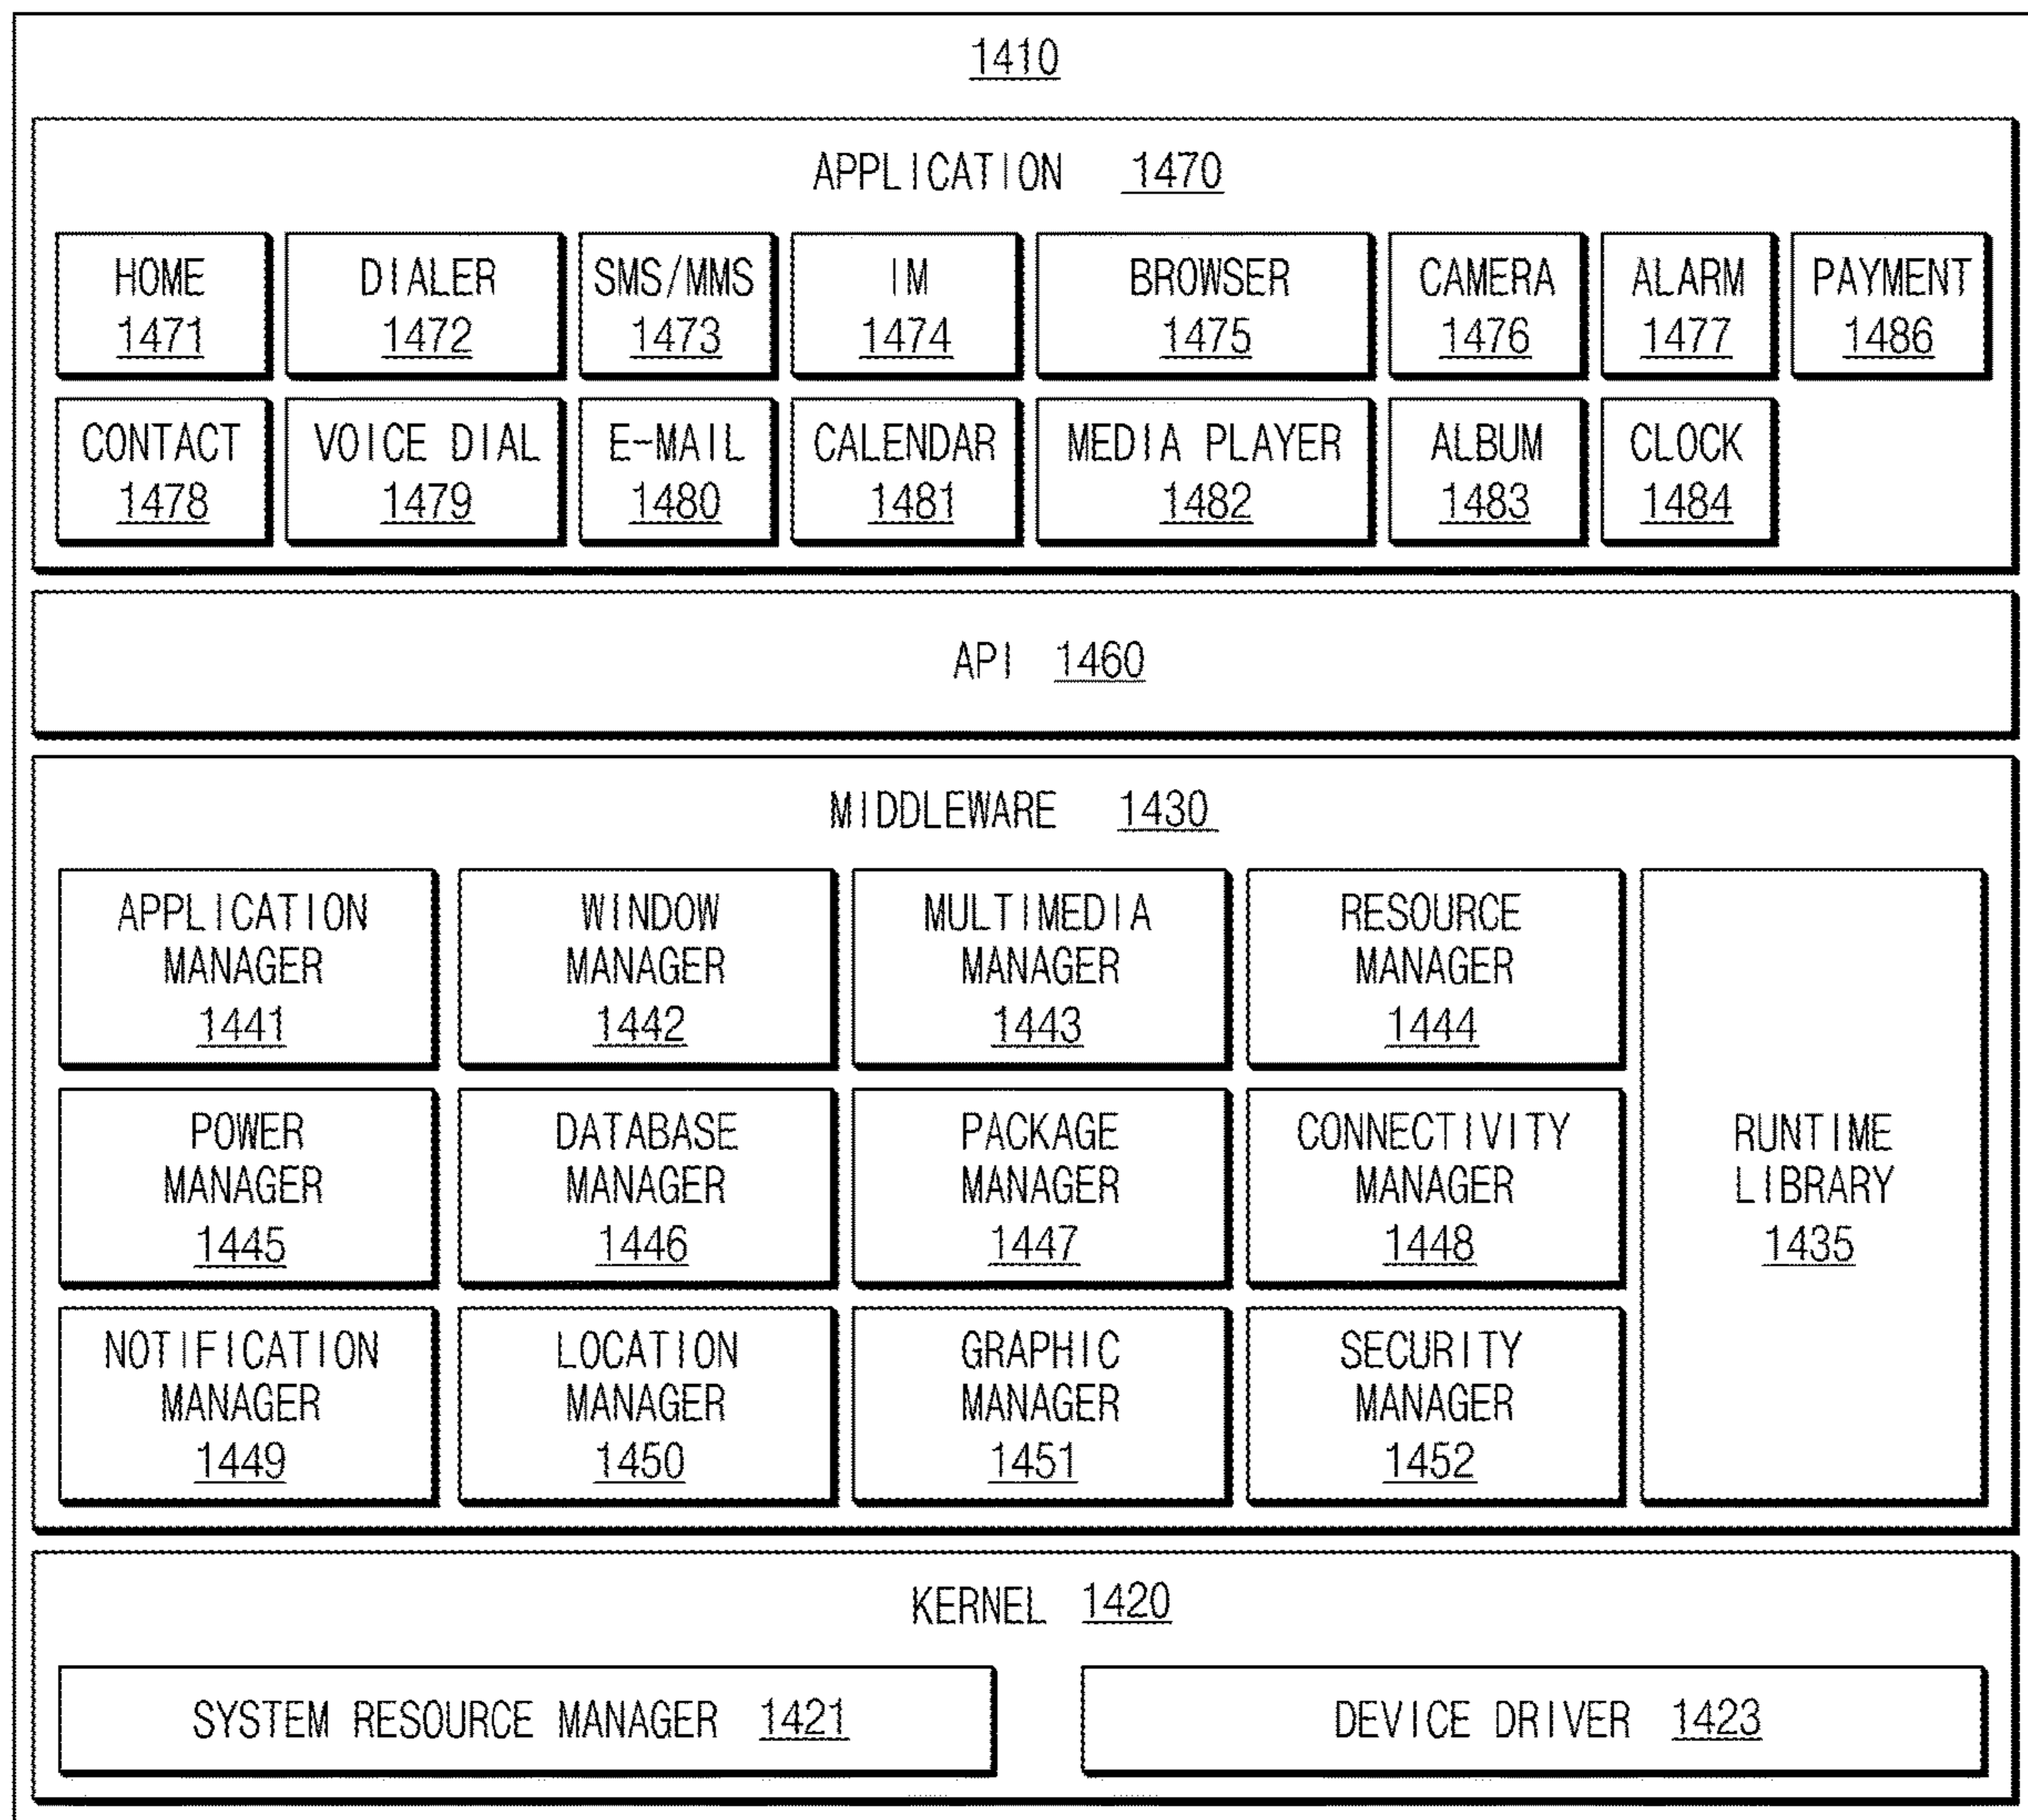 1410
APPLICATION 1470
HOME
1471
DIALER
1472
SMS/MMS
1473
IM
1474
BROWSER
1475
CAMERA
1476
ALARM
1477
PAYMENT
1486
CONTACT
1478
VOICE DIAL
1479
E-MAIL
1480
CALENDAR
1481
MEDIA PLAYER
1482
ALBUM
1483
CLOCK
1484
API 1460
MIDDLEWARE 1430
APPLICATION
MANAGER
1441
WINDOW
MANAGER
1442
MULTIMEDIA
MANAGER
1443
RESOURCE
MANAGER
1444
POWER
MANAGER
1445
DATABASE
MANAGER
1446
PACKAGE
MANAGER
1447
CONNECTIVITY
MANAGER
1448
RUNTIME
LIBRARY
1435
NOTIFICATION
MANAGER
1449
LOCATION
MANAGER
1450
GRAPHIC
MANAGER
1451
SECURITY
MANAGER
1452
KERNEL 1420
SYSTEM RESOURCE MANAGER 1421
DEVICE DRIVER 1423